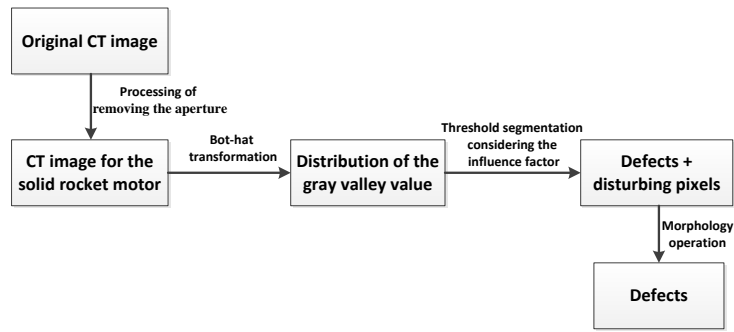 Original CT image
Processing of
removing the aperture
CT image for the
solid rocket motor
Bot-hat
transformation
Distribution of the
gray valley value
Threshold segmentation
considering the
influence factor
Defects +
disturbing pixels
Morphology
operation
Defects